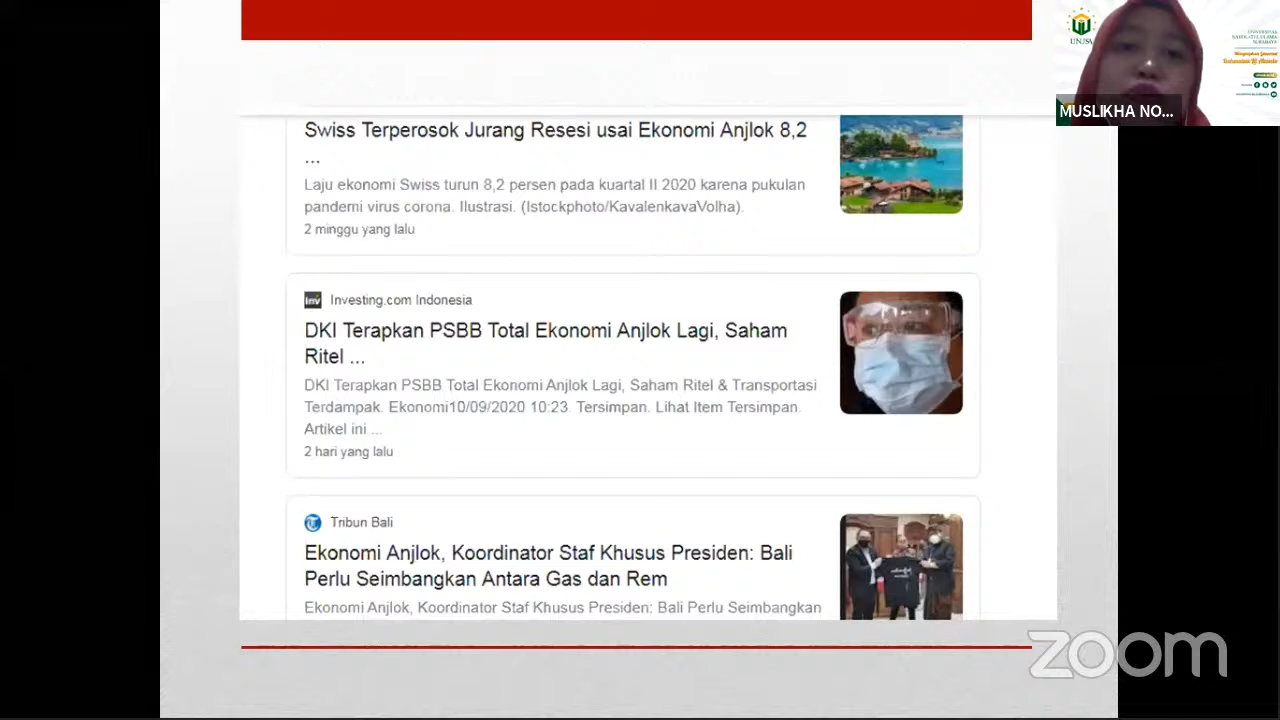 UNUSA
MUSLIKHA NO...
Swiss Terperosok Jurang Resesi usai Ekonomi Anjlok 8,2
...
Laju ekonomi Swiss turun 8,2 persen pada kuartal II 2020 karena pukulan
pandemi virus corona. Ilustrasi. (Istockphoto/KavalenkavaVolha).
2 minggu yang lalu
Inv Investing.com Indonesia
DKI Terapkan PSBB Total Ekonomi Anjlok Lagi, Saham
Ritel ...
DKI Terapkan PSBB Total Ekonomi Anjlok Lagi, Saham Ritel & Transportasi
Terdampak. Ekonomi10/09/2020 10:23. Tersimpan. Lihat Item Tersimpan.
Artikel ini ...
2 hari yang lalu
Tribun Bali
Ekonomi Anjlok, Koordinator Staf Khusus Presiden: Bali
Perlu Seimbangkan Antara Gas dan Rem
Ekonomi Anjlok, Koordinator Staf Khusus Presiden: Bali Perlu Seimbangkan
zoom